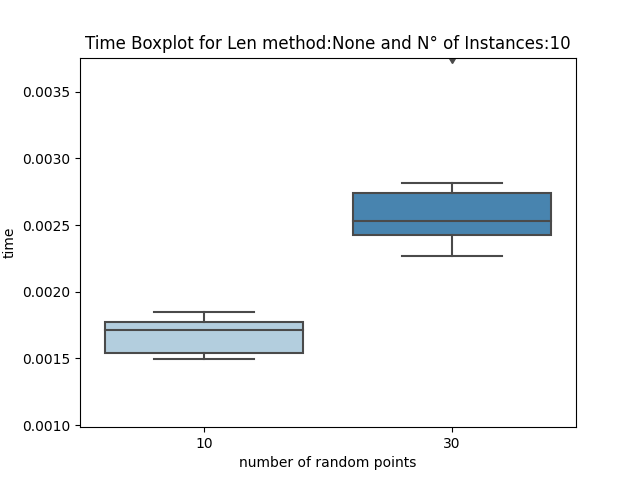 Time Boxplot for Len method:None and N° of Instances:10
0.0035
0.0030
0.0025
0.0020
0.0015
0.0010
time
10
30
number of random points